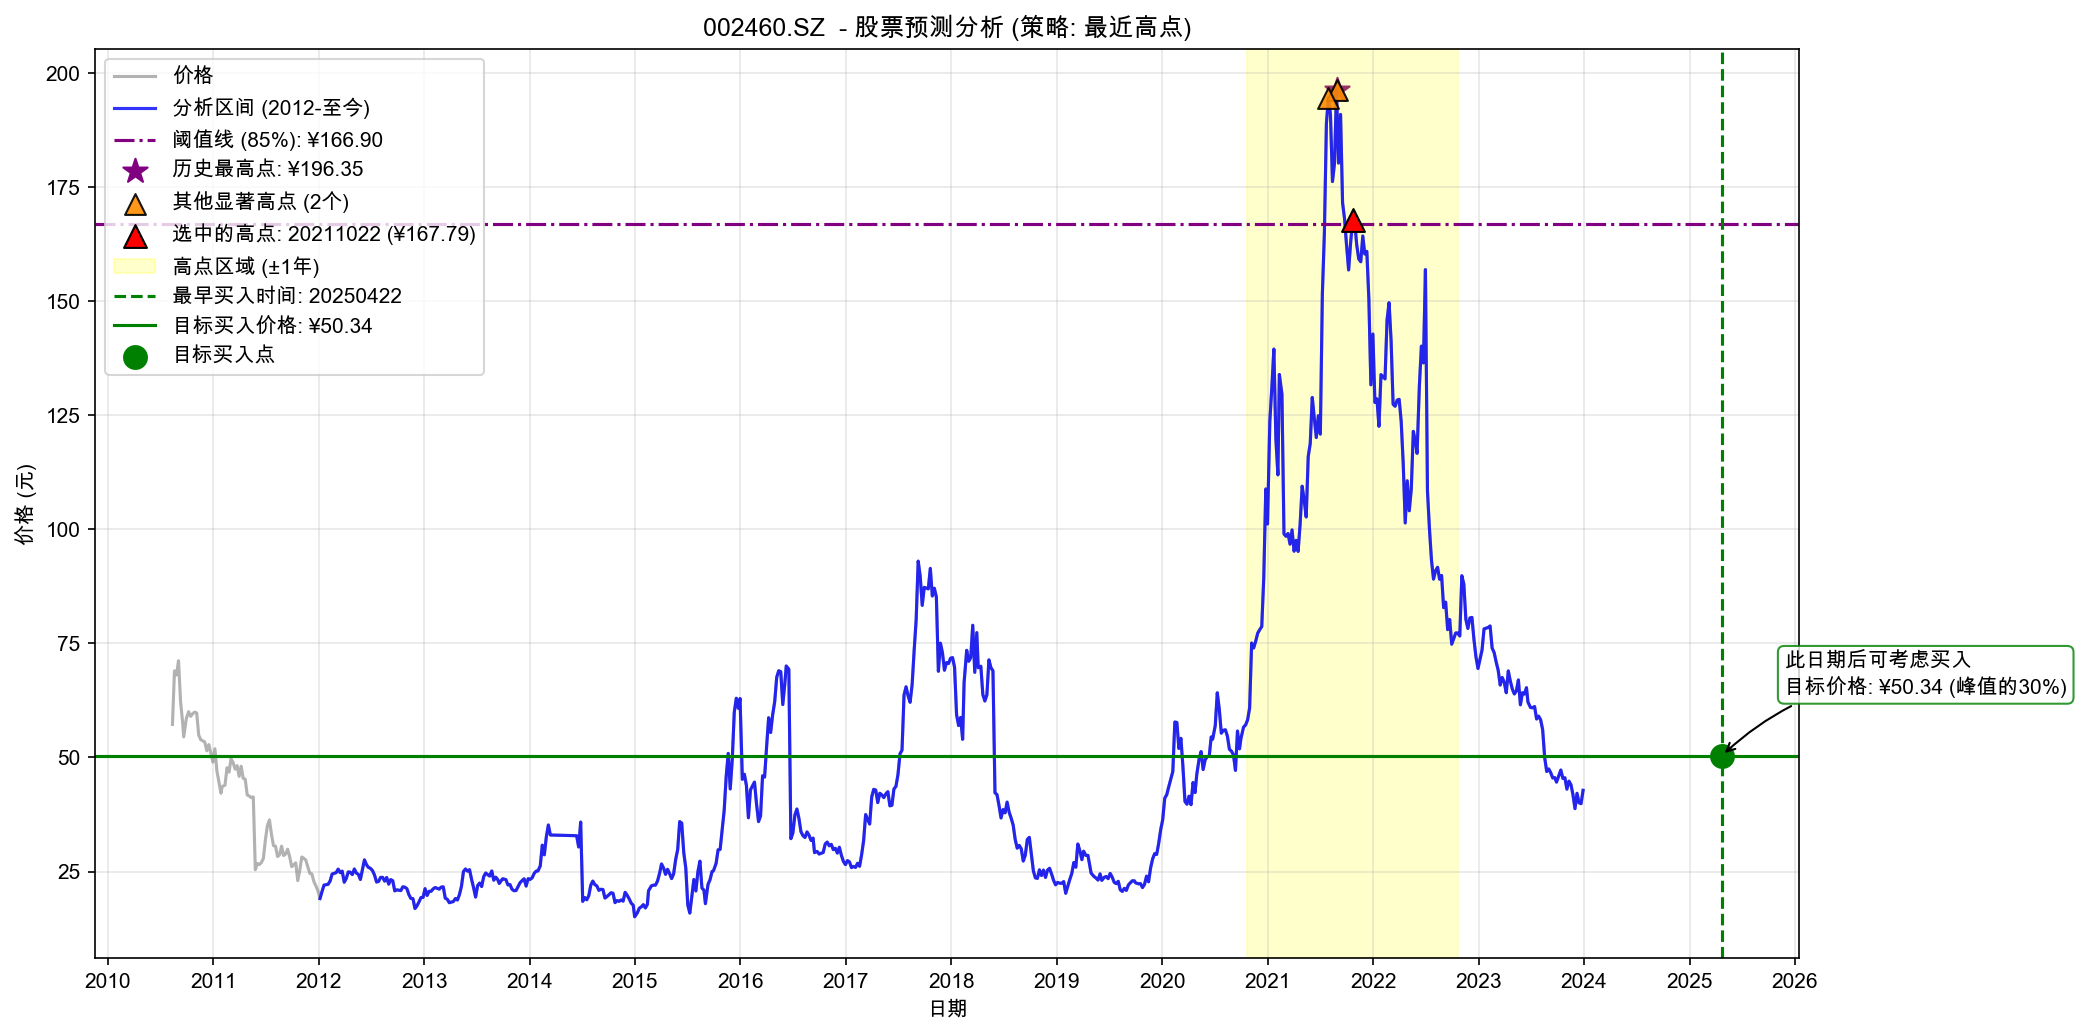 002460.SZ - 股票预测分析 (策略: 最近高点)
价格
分析区间 (2012-至今)
阈值线 (85%): ¥166.90
历史最高点: ¥196.35
其他显著高点 (2个)
选中的高点: 20211022 (¥167.79)
高点区域 (±1年)
最早买入时间: 20250422
目标买入价格: ¥50.34
目标买入点
200
175
150
125
100
75
50
25
价格 (元)
此日期后可考虑买入
目标价格: ¥50.34 (峰值的30%)
2010
2011
2012
2013
2014
2015
2016
2017
2018
2019
2020
2021
2022
2023
2024
2025
2026
日期